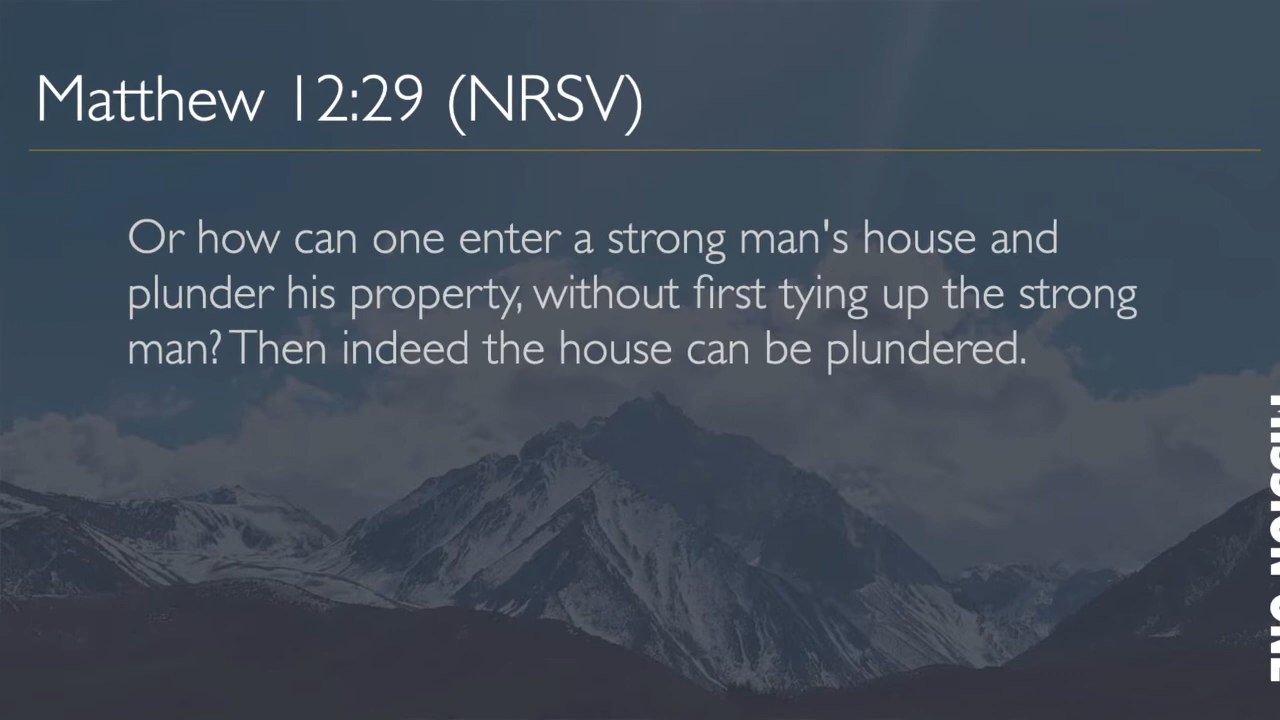 Matthew 12:29 (NRSV)
Or how can one enter a strong man's house and
plunder his property, without first tying up the strong
man? Then indeed the house can be plundered.